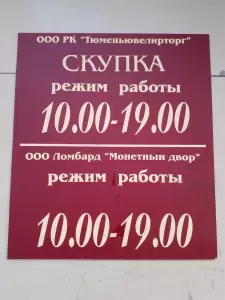 ООО РК "Тюменьювелирторг"
СКУПКА
режим работы
10.00-19.00
ООО Ломбард "Монетный двор"
режим работы
10.00-19.00